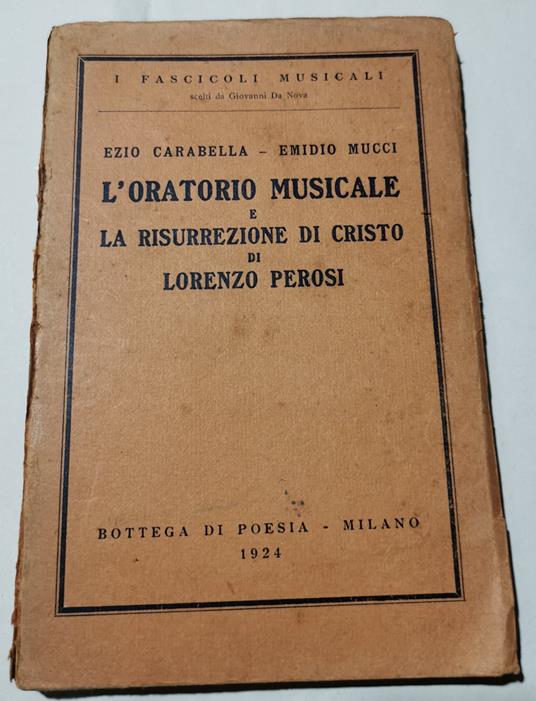 I FASCICOLI MUSICALI
scelti da Giovanni Da Nova
EZIO CARABELLA - EMIDIO MUCCI
L'ORATORIO MUSICALE
E
LA RISURREZIONE DI CRISTO
DI
LORENZO PEROSI
BOTTEGA DI POESIA - MILANO
1924